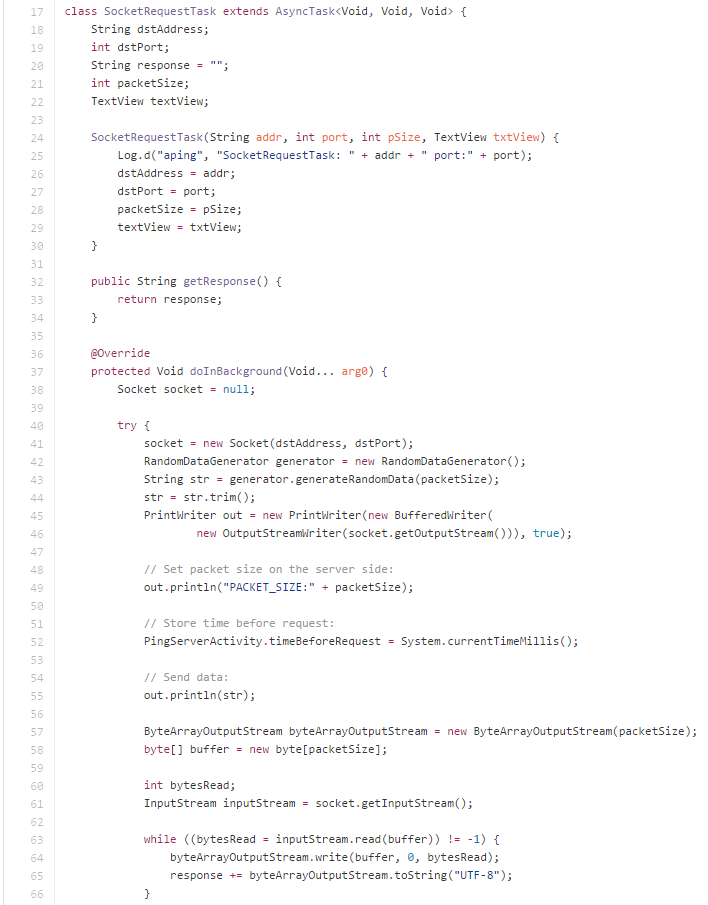 17 class SocketRequestTask extends AsyncTask<Void, Void, Void> {
18     String dstAddress;
19     int dstPort;
20     String response = "";
21     int packetSize;
22     TextView textView;
23
24     SocketRequestTask(String addr, int port, int pSize, TextView txtView) {
25         Log.d("aping", "SocketRequestTask: " + addr + " port:" + port);
26         dstAddress = addr;
27         dstPort = port;
28         packetSize = pSize;
29         textView = txtView;
30     }
31
32     public String getResponse() {
33         return response;
34     }
35
36     @Override
37     protected Void doInBackground(Void... arg0) {
38         Socket socket = null;
39
40         try {
41             socket = new Socket(dstAddress, dstPort);
42             RandomDataGenerator generator = new RandomDataGenerator();
43             String str = generator.generateRandomData(packetSize);
44             str = str.trim();
45             PrintWriter out = new PrintWriter(new BufferedWriter(
46                     new OutputStreamWriter(socket.getOutputStream())), true);
47
48             // Set packet size on the server side:
49             out.println("PACKET_SIZE:" + packetSize);
50
51             // Store time before request:
52             PingServerActivity.timeBeforeRequest = System.currentTimeMillis();
53
54             // Send data:
55             out.println(str);
56
57             ByteArrayOutputStream byteArrayOutputStream = new ByteArrayOutputStream(packetSize);
58             byte[] buffer = new byte[packetSize];
59
60             int bytesRead;
61             InputStream inputStream = socket.getInputStream();
62
63             while ((bytesRead = inputStream.read(buffer)) != -1) {
64                 byteArrayOutputStream.write(buffer, 0, bytesRead);
65                 response += byteArrayOutputStream.toString("UTF-8");
66             }